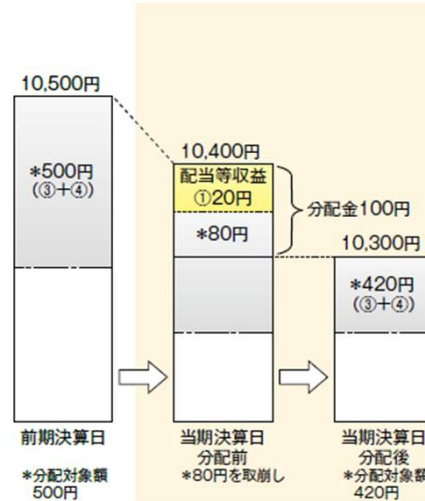 10,500円
*500円
(③+④)
10,400円
配当等収益
①20円
*80円
分配金100円
10,300円
*420円
(③+④)
前期決算日
*分配対象額
500円
当期決算日
分配前
*80円を取崩し
当期決算日
分配後
*分配対象額
420円